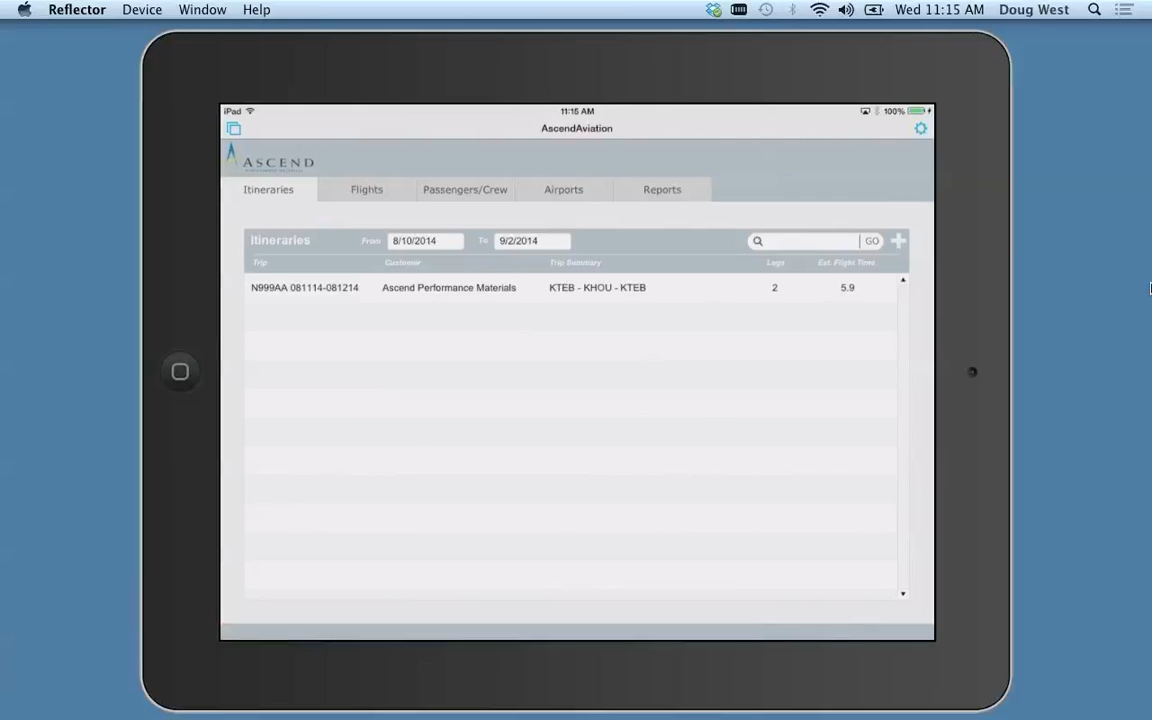 Reflector Device Window Help Wed 11:15 AM Doug West
iPad 11:15 AM 100%
AscendAviation
ASCEND
Itineraries Flights Passengers/Crew Airports Reports
Itineraries From 8/10/2014 To 9/2/2014 GO
Trip Customer Trip Summary Legs Est. Flight Time
N999AA 081114-081214 Ascend Performance Materials KTEB - KHOU - KTEB 2 5.9